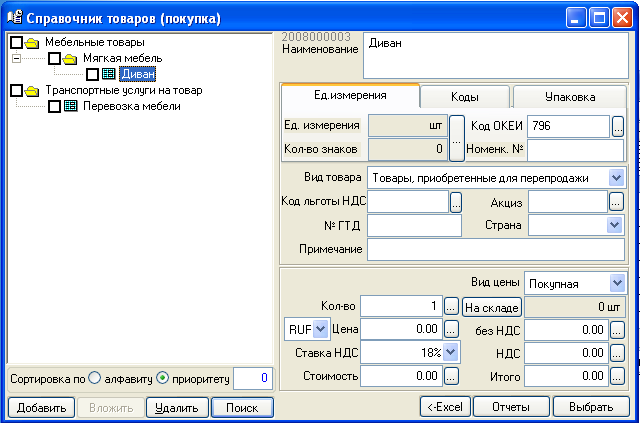 Справочник товаров (покупка)
Мебельные товары
Мягкая мебель
Диван
Транспортные услуги на товар
Перевозка мебели
Сортировка по алфавиту приоритету 0
Добавить Вложить Удалить Поиск
2008000003
Наименование Диван
Ед.измерения Коды Упаковка
Ед. измерения шт ... Код ОКЕИ 796 ...
Кол-во знаков 0 Номенк. №
Вид товара Товары, приобретенные для перепродажи
Код льготы НДС ... Акциз ...
№ ГТД Страна
Примечание
Вид цены Покупная
Кол-во 1 ... На складе 0 шт
RUF Цена 0.00 ... без НДС 0.00 ...
Ставка НДС 18% НДС 0.00 ...
Стоимость 0.00 ... Итого 0.00 ...
<-Excel Отчеты Выбрать